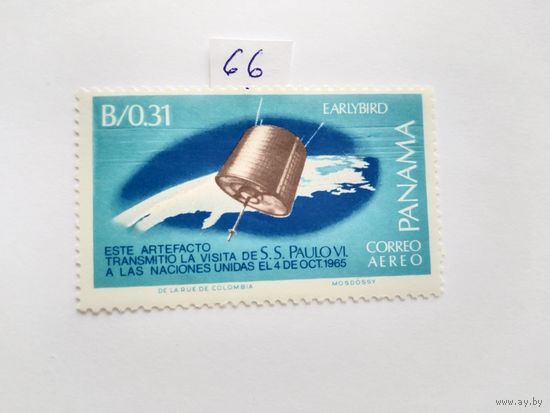 66
B/0.31
EARLYBIRD
PANAMA
CORREO
AEREO
ESTE ARTEFACTO
TRANSMITIO LA VISITA DE S.S. PAULO VI.
A LAS NACIONES UNIDAS EL 4 DE OCT. 1965
DE LA RUE DE COLOMBIA
MOSDÓSSY
© www.ay.by